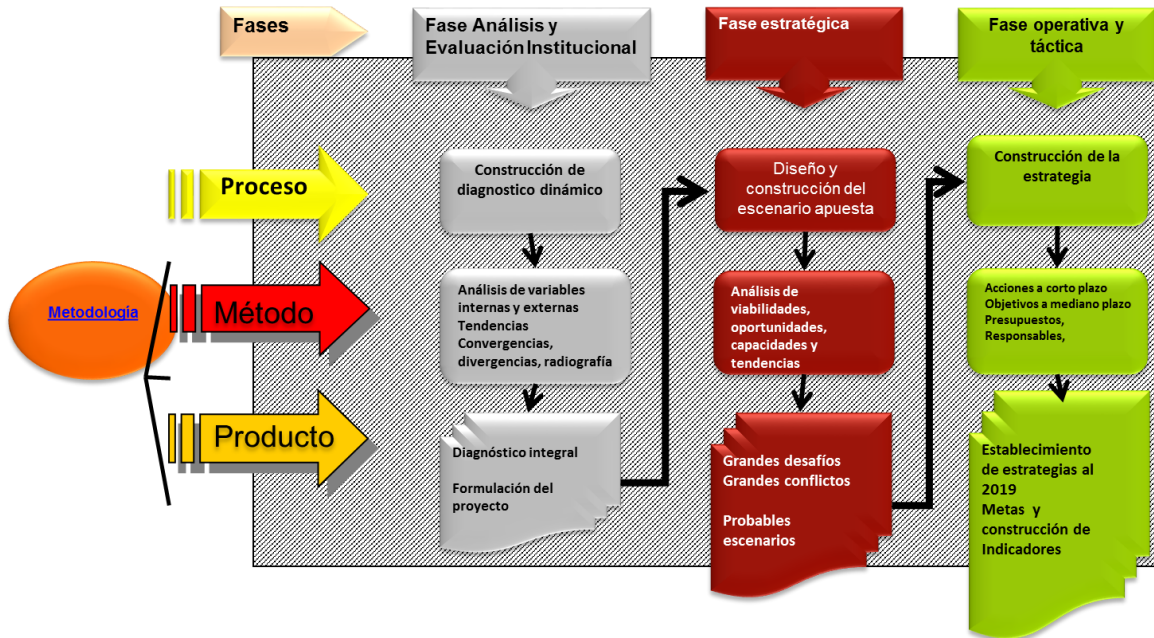 Fases
Fase Análisis y
Evaluación Institucional
Fase estratégica
Fase operativa y
táctica
Proceso
Construcción de
diagnostico dinámico
Diseño y
construcción del
escenario apuesta
Construcción de la
estrategia
Metodología
Método
Análisis de variables
internas y externas
Tendencias
Convergencias,
divergencias, radiografía
Análisis de
viabilidades,
oportunidades,
capacidades y
tendencias
Acciones a corto plazo
Objetivos a mediano plazo
Presupuestos,
Responsables,
Producto
Diagnóstico integral
Formulación del
proyecto
Grandes desafíos
Grandes conflictos
Probables
escenarios
Establecimiento
de estrategias al
2019
Metas y
construcción de
Indicadores